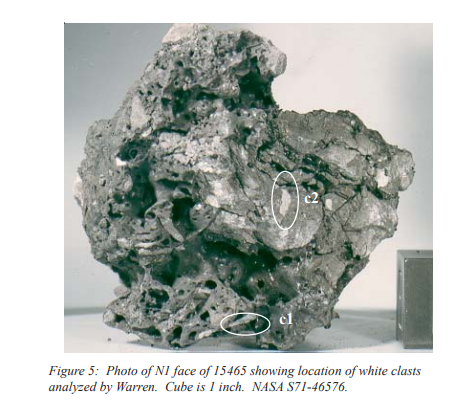 c2
c1
Figure 5: Photo of N1 face of 15465 showing location of white clasts
analyzed by Warren. Cube is 1 inch. NASA S71-46576.